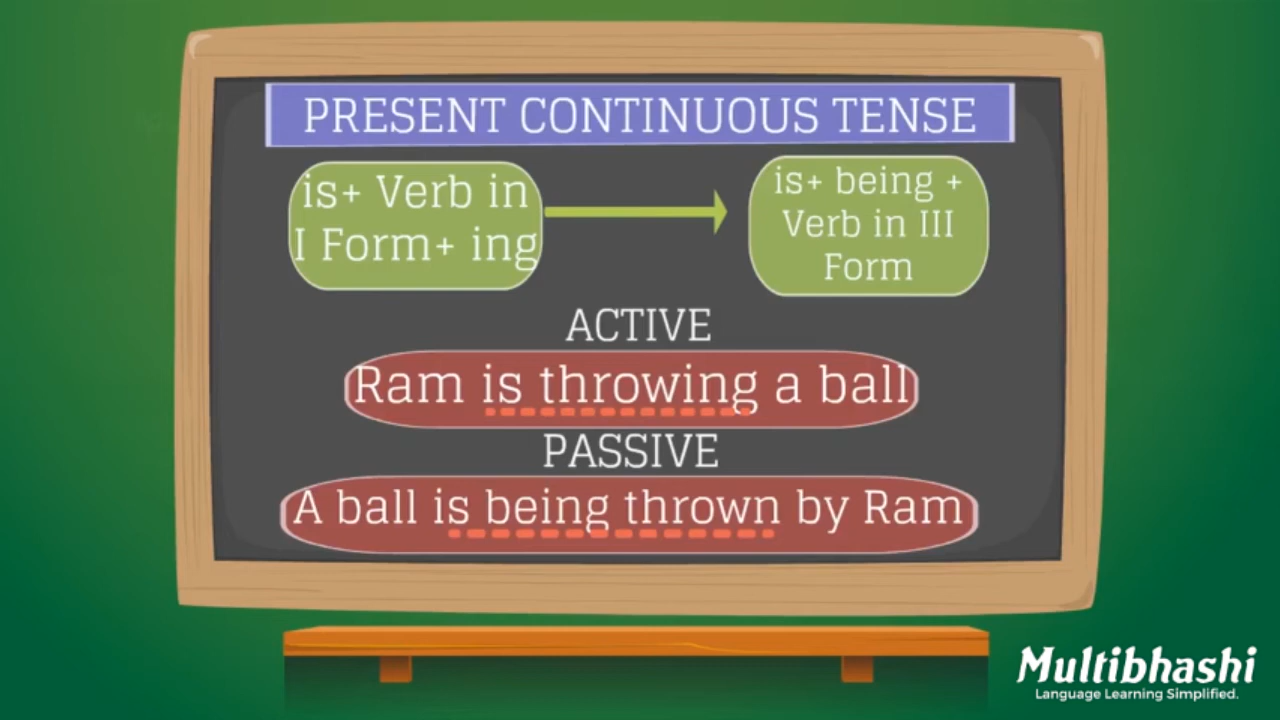 PRESENT CONTINUOUS TENSE
is+ Verb in
I Form+ ing
is+ being +
Verb in III
Form
ACTIVE
Ram is throwing a ball
PASSIVE
A ball is being thrown by Ram
Multibhashi
Language Learning Simplified.